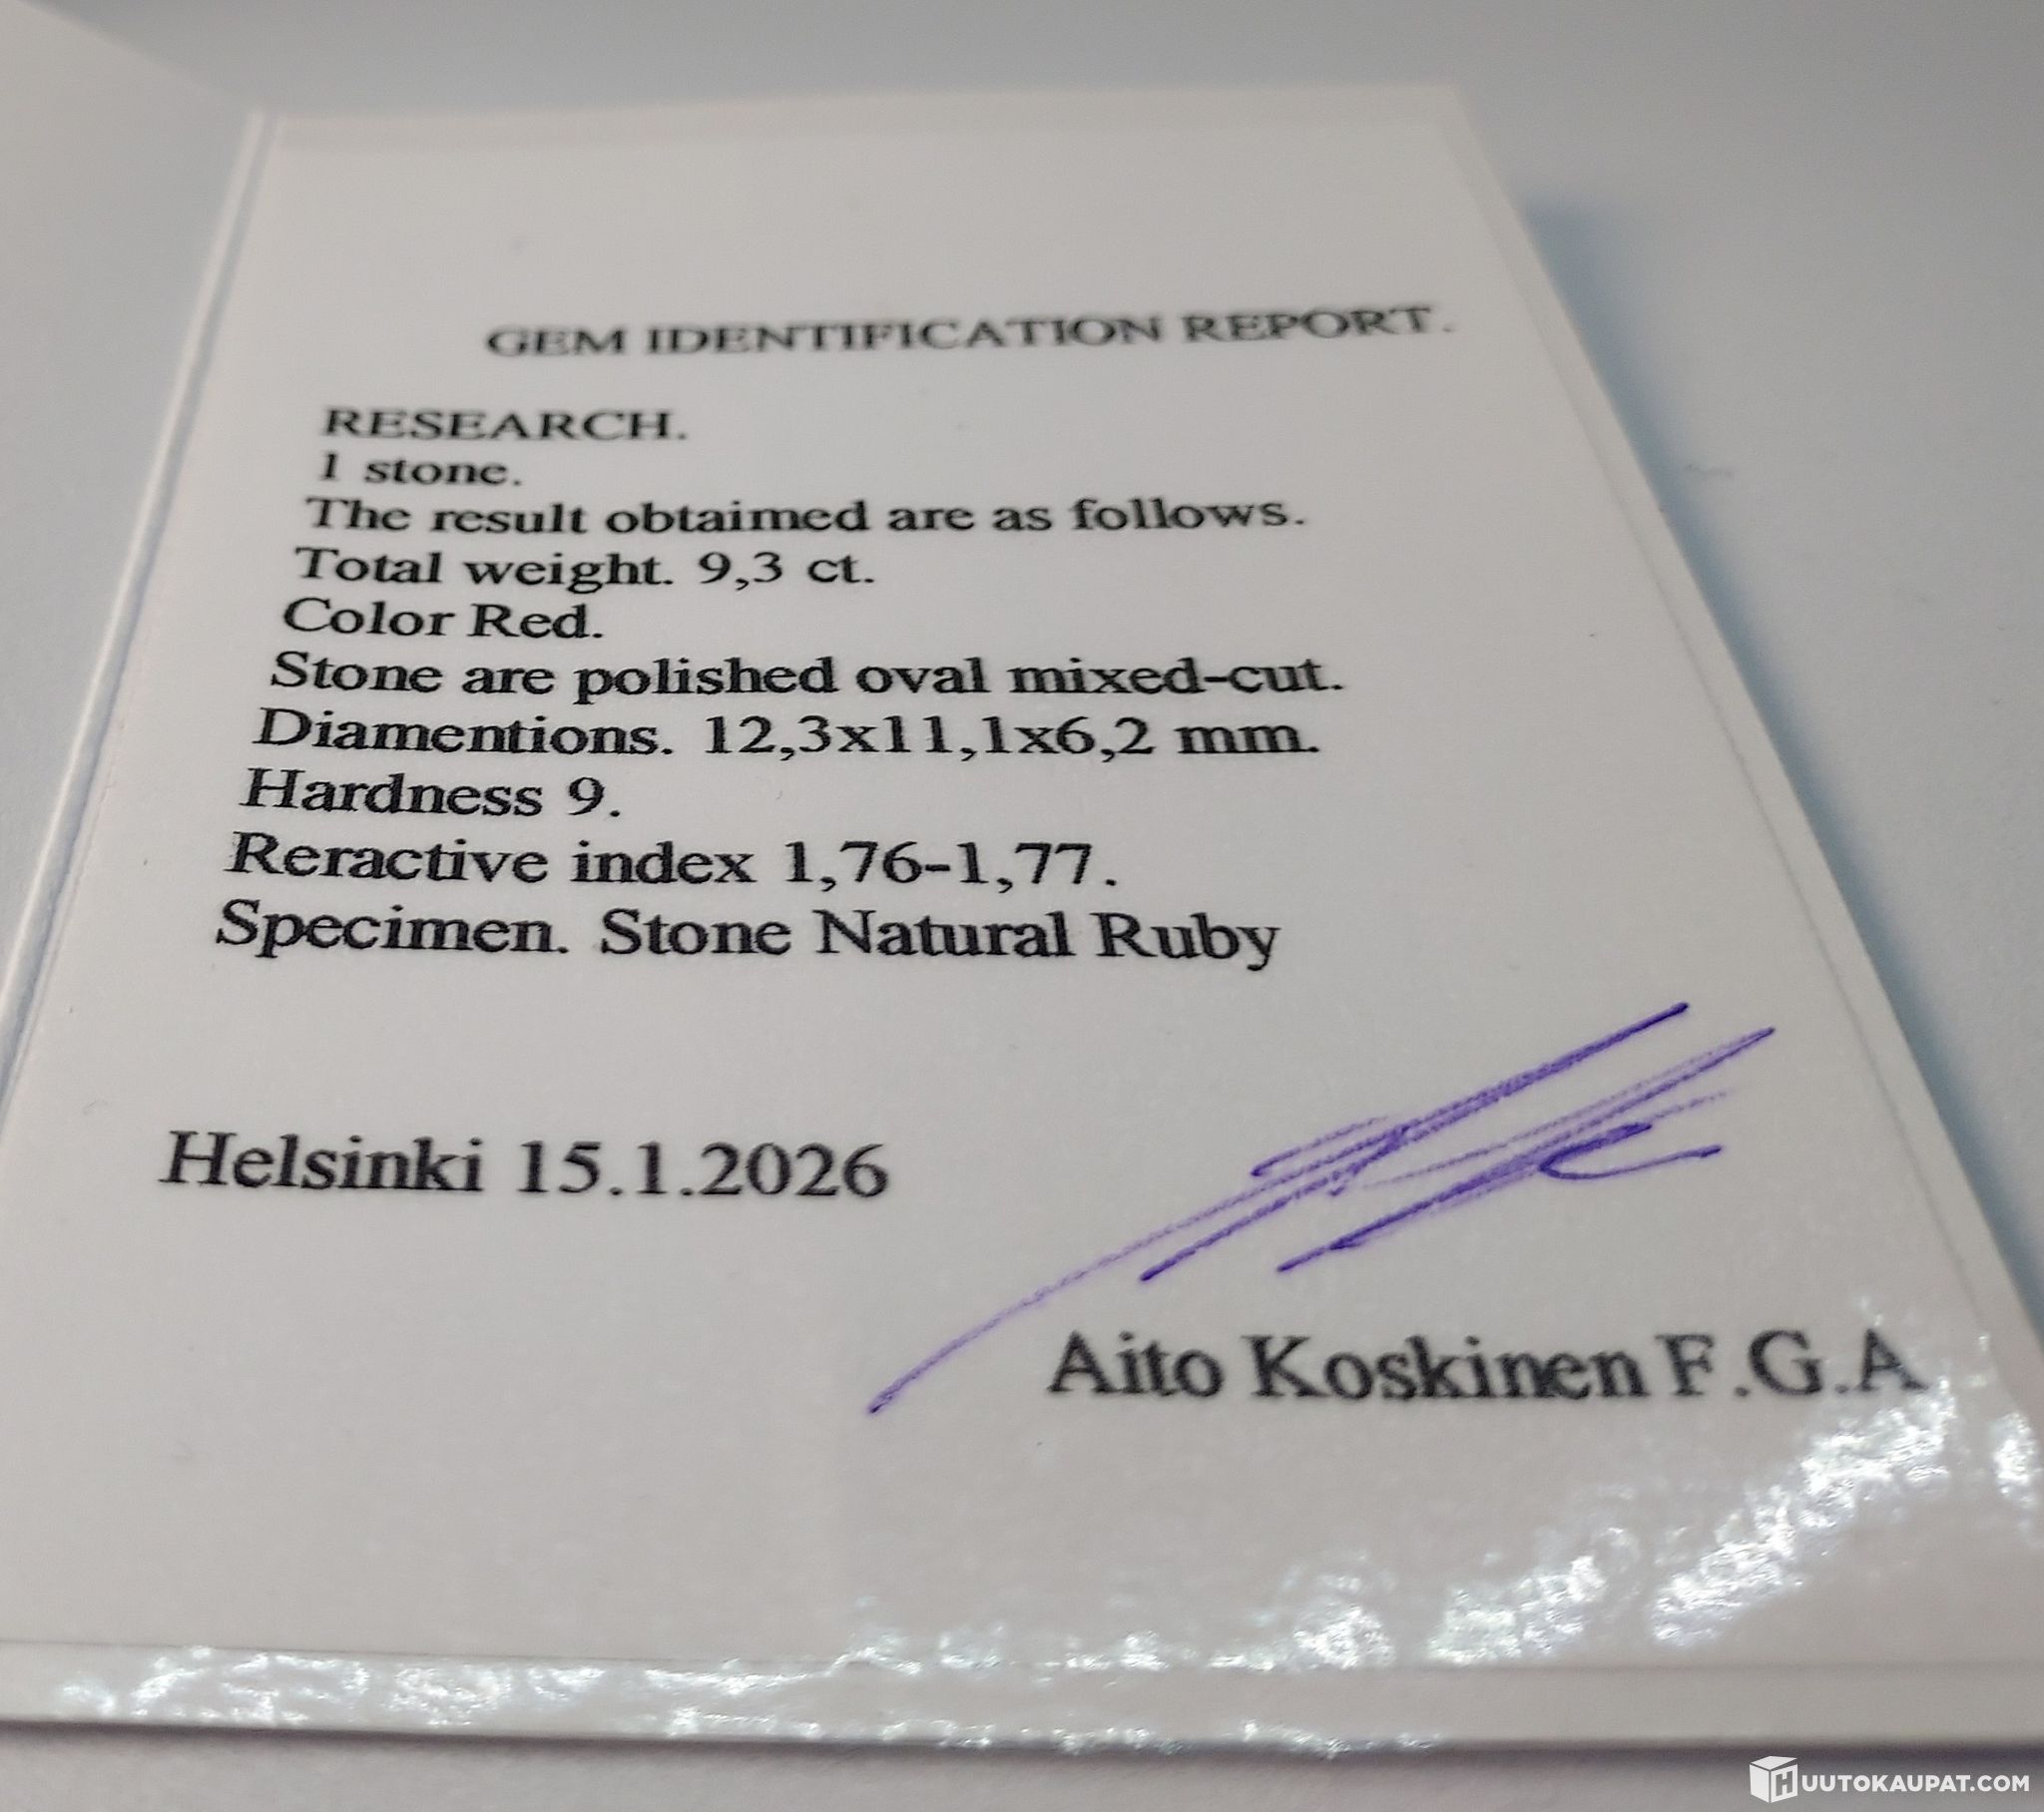 GEM IDENTIFICATION REPORT.
RESEARCH.
1 stone.
The result obtaimed are as follows.
Total weight. 9,3 ct.
Color Red.
Stone are polished oval mixed-cut.
Diamentions. 12,3x11,1x6,2 mm.
Hardness 9.
Reractive index 1,76-1,77.
Specimen. Stone Natural Ruby
Helsinki 15.1.2026
Aito Koskinen F.G.A
HUUTOKAUPAT.COM